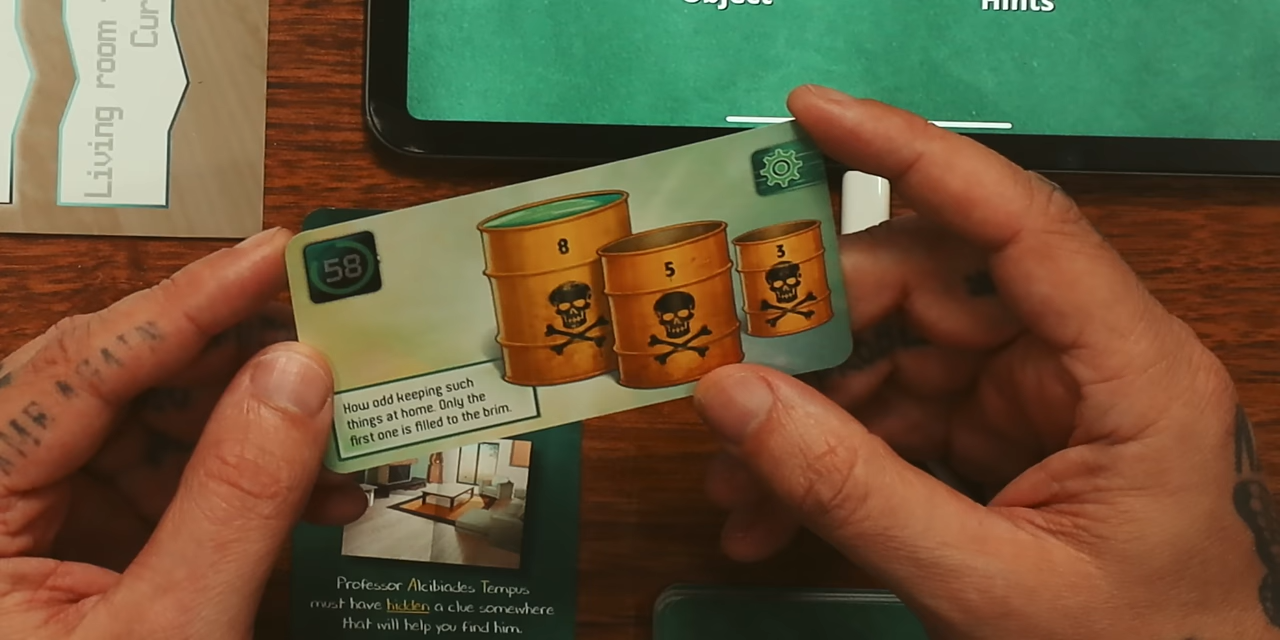 Object
Hints
Living room
Cur
58
8
5
3
How odd keeping such
things at home. Only the
first one is filled to the brim.
Professor Alcibiades Tempus
must have hidden a clue somewhere
that will help you find him.
AGAIN